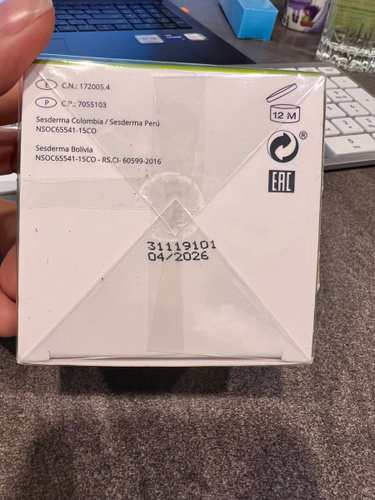 E C.N.: 172005.4
P C.P.: 7055103
Sesderma Colombia / Sesderma Perú
NSOC65541-15CO
Sesderma Bolivia
NSOC65541-15CO - RS.CI- 60599-2016
12 M
®
EAC
31119101
04/2026